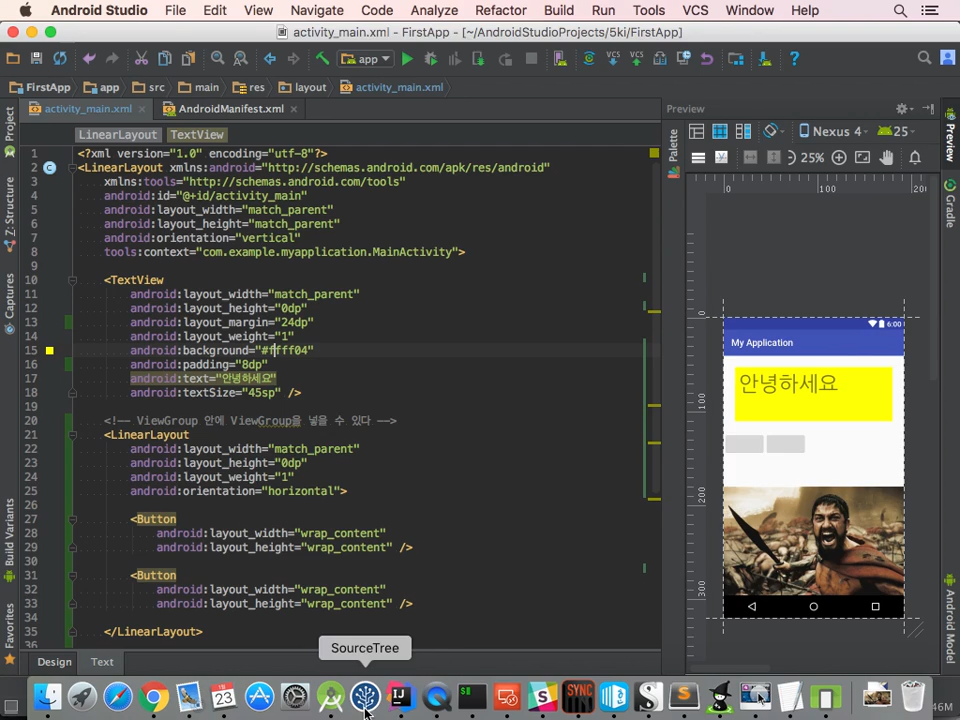 Android Studio File Edit View Navigate Code Analyze Refactor Build Run Tools VCS Window Help
activity_main.xml - FirstApp - [~/AndroidStudioProjects/5ki/FirstApp]
app VCS VCS ?
FirstApp app src main res layout activity_main.xml
activity_main.xml AndroidManifest.xml Preview
LinearLayout TextView Nexus 4 25
25%
1 <?xml version="1.0" encoding="utf-8"?>
2 <LinearLayout xmlns:android="http://schemas.android.com/apk/res/android"
3 xmlns:tools="http://schemas.android.com/tools"
4 android:id="@+id/activity_main"
5 android:layout_width="match_parent"
6 android:layout_height="match_parent"
7 android:orientation="vertical"
8 tools:context="com.example.myapplication.MainActivity">
9
10 <TextView
11 android:layout_width="match_parent"
12 android:layout_height="0dp"
13 android:layout_margin="24dp"
14 android:layout_weight="1"
15 android:background="#ffff04"
16 android:padding="8dp"
17 android:text="안녕하세요"
18 android:textSize="45sp" />
19
20 <!-- ViewGroup 안에 ViewGroup을 넣을 수 있다 -->
21 <LinearLayout
22 android:layout_width="match_parent"
23 android:layout_height="0dp"
24 android:layout_weight="1"
25 android:orientation="horizontal">
26
27 <Button
28 android:layout_width="wrap_content"
29 android:layout_height="wrap_content" />
30
31 <Button
32 android:layout_width="wrap_content"
33 android:layout_height="wrap_content" />
34
35 </LinearLayout>
36
Project
Z: Structure
Captures
Build Variants
Favorites
Palette
Preview
Gradle
Android Model
0 100 200
0
100
200
300
6:00
My Application
안녕하세요
Design Text
SourceTree
23
IJ
SYNC
46M